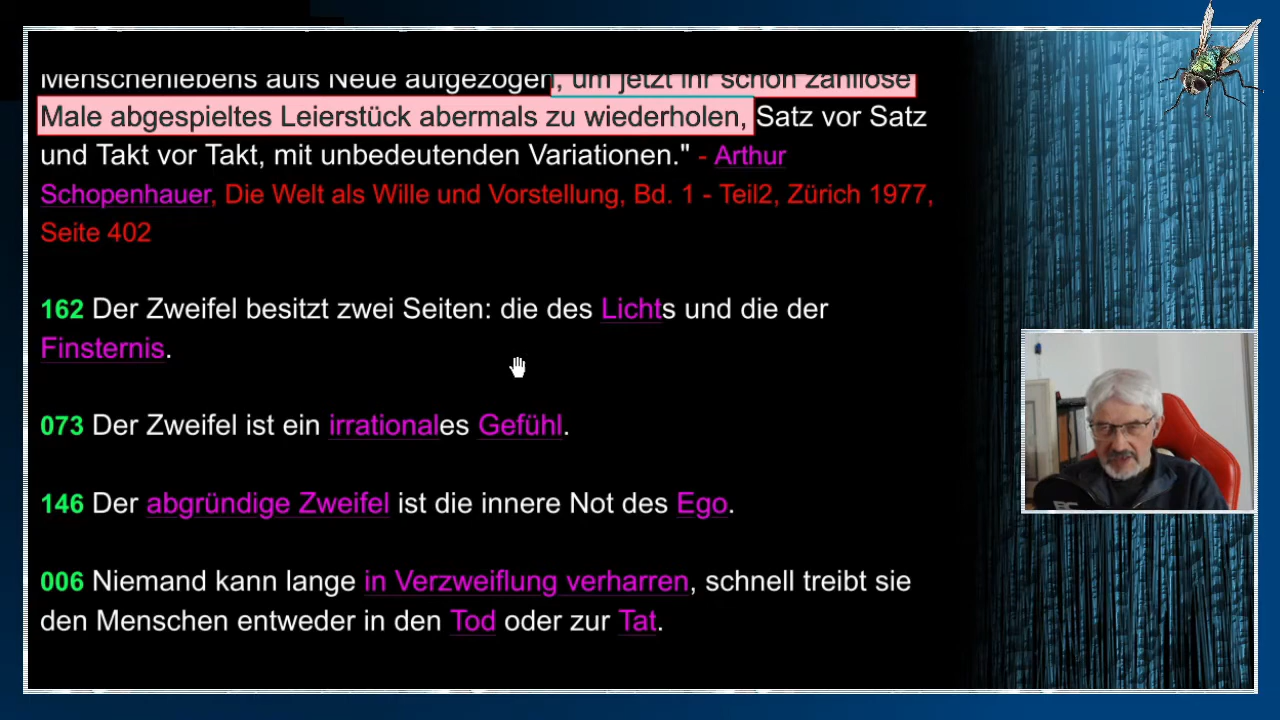 Menschenlebens aufs Neue aufgezogen, um jetzt ihr schon zahllose
Male abgespieltes Leierstück abermals zu wiederholen, Satz vor Satz
und Takt vor Takt, mit unbedeutenden Variationen." - Arthur
Schopenhauer, Die Welt als Wille und Vorstellung, Bd. 1 - Teil2, Zürich 1977,
Seite 402
162 Der Zweifel besitzt zwei Seiten: die des Lichts und die der
Finsternis.
073 Der Zweifel ist ein irrationales Gefühl.
146 Der abgründige Zweifel ist die innere Not des Ego.
006 Niemand kann lange in Verzweiflung verharren, schnell treibt sie
den Menschen entweder in den Tod oder zur Tat.